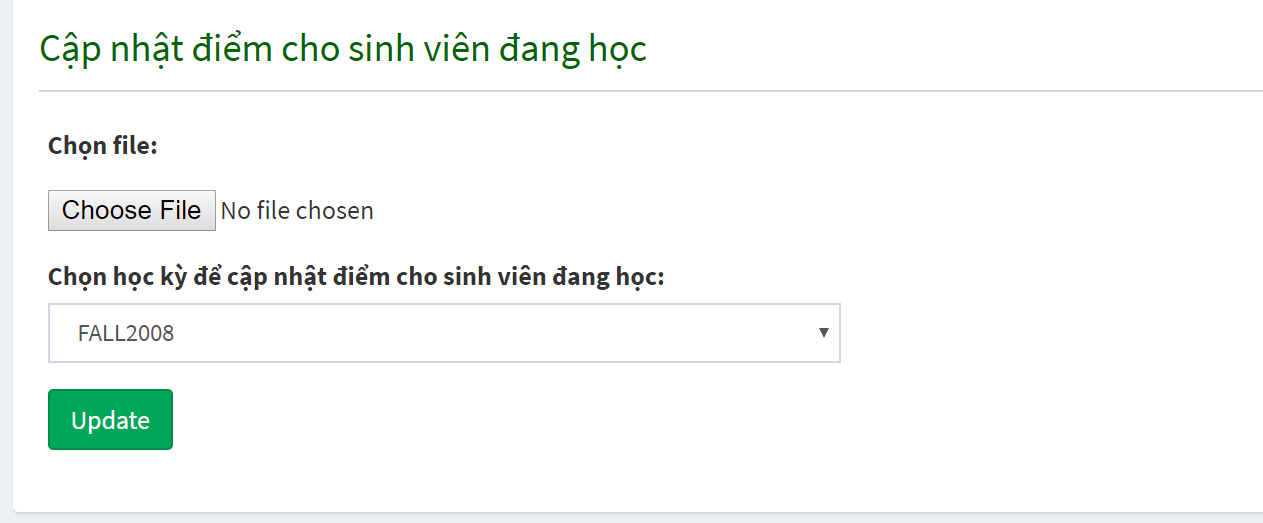 Cập nhật điểm cho sinh viên đang học
Chọn file:
Choose File No file chosen
Chọn học kỳ để cập nhật điểm cho sinh viên đang học:
FALL2008
Update